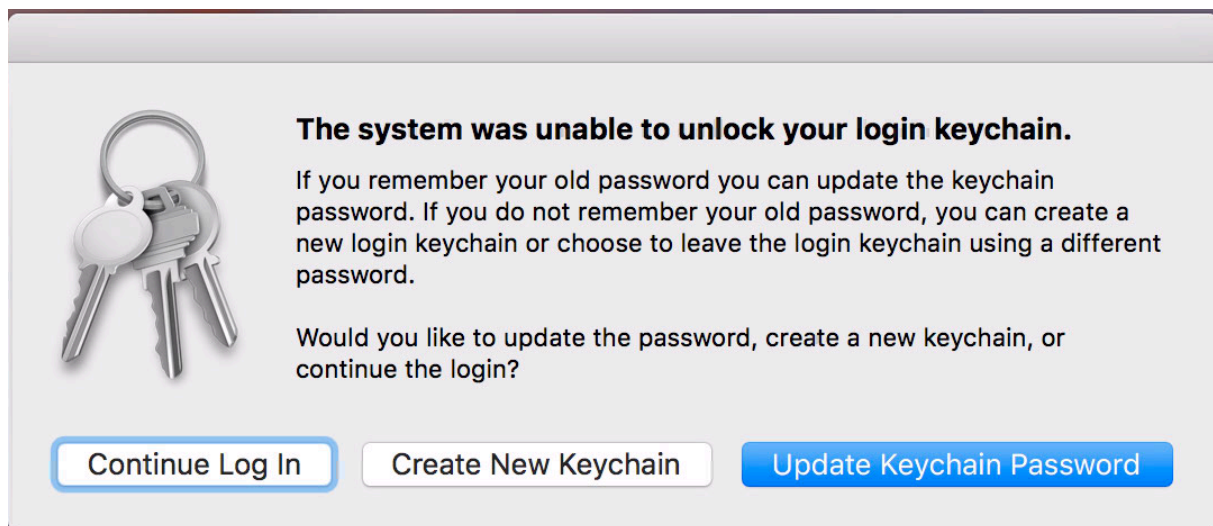 The system was unable to unlock your login keychain.
If you remember your old password you can update the keychain
password. If you do not remember your old password, you can create a
new login keychain or choose to leave the login keychain using a different
password.
Would you like to update the password, create a new keychain, or
continue the login?
Continue Log In
Create New Keychain
Update Keychain Password